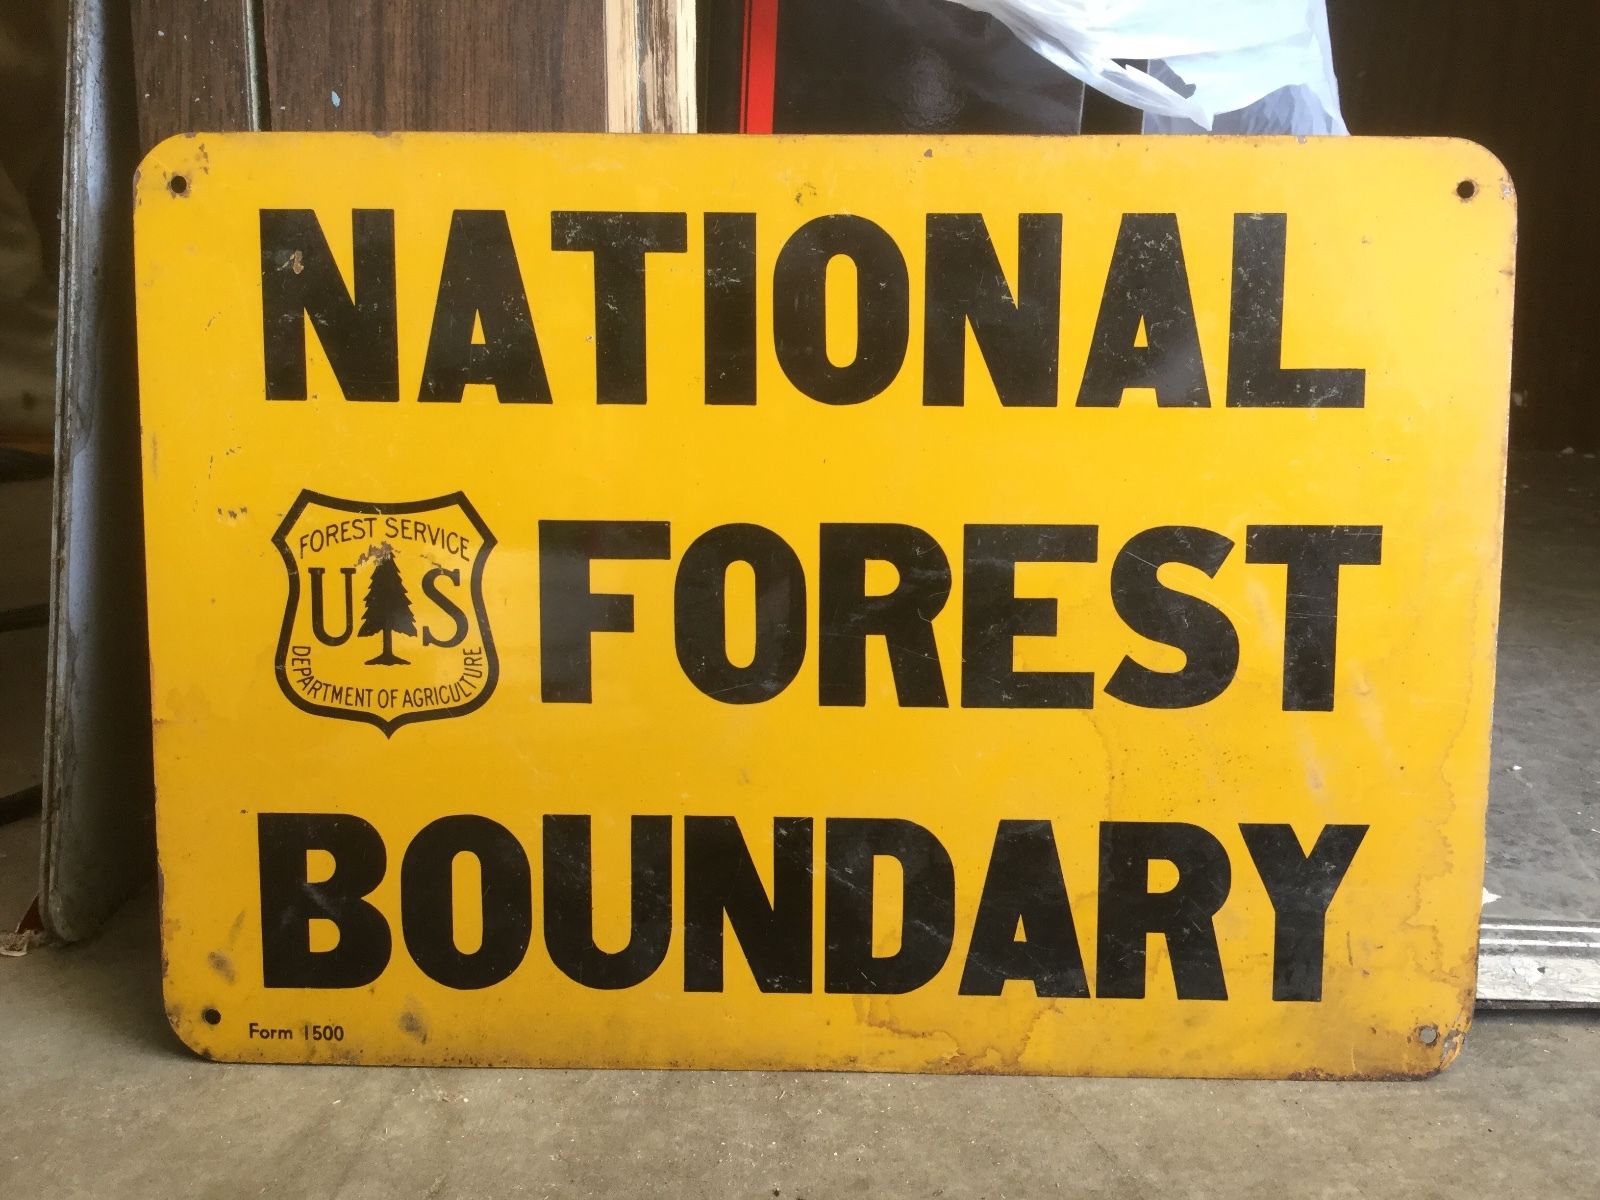 NATIONAL
FOREST SERVICE
U S
DEPARTMENT OF AGRICULTURE
FOREST
BOUNDARY
Form 1500